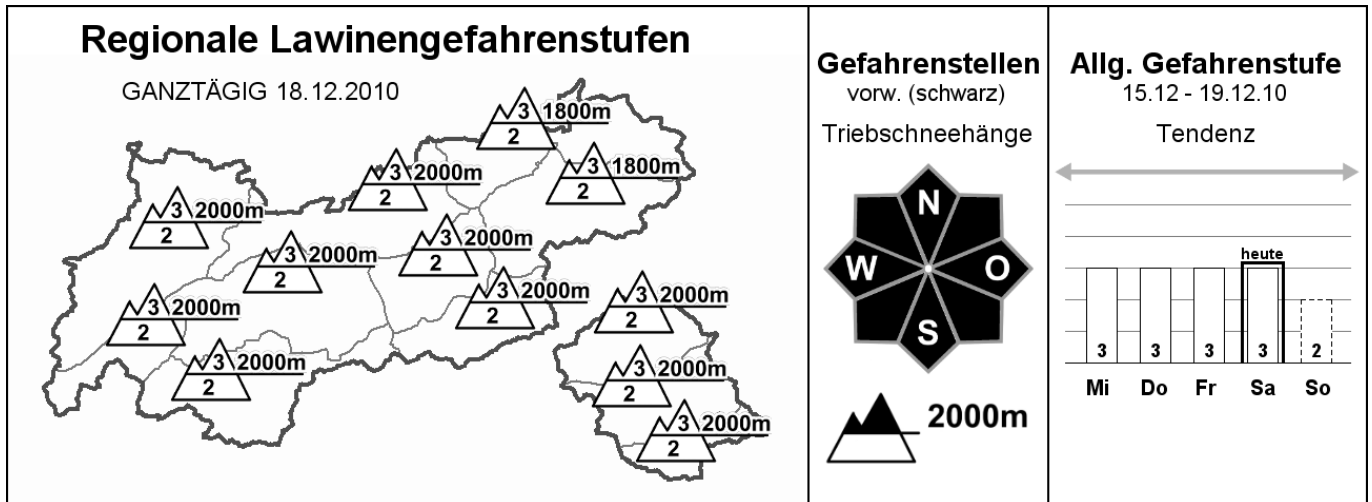 Regionale Lawinengefahrenstufen
GANZTÄGIG 18.12.2010
3 1800m
2
3 1800m
2
3 2000m
2
3 2000m
2
3 2000m
2
3 2000m
2
3 2000m
2
3 2000m
2
3 2000m
2
3 2000m
2
3 2000m
2
3 2000m
2
Gefahrenstellen
vorw. (schwarz)
Triebschneehänge
N
W O
S
2000m
Allg. Gefahrenstufe
15.12 - 19.12.10
Tendenz
heute
3 3 3 3 2
Mi Do Fr Sa So